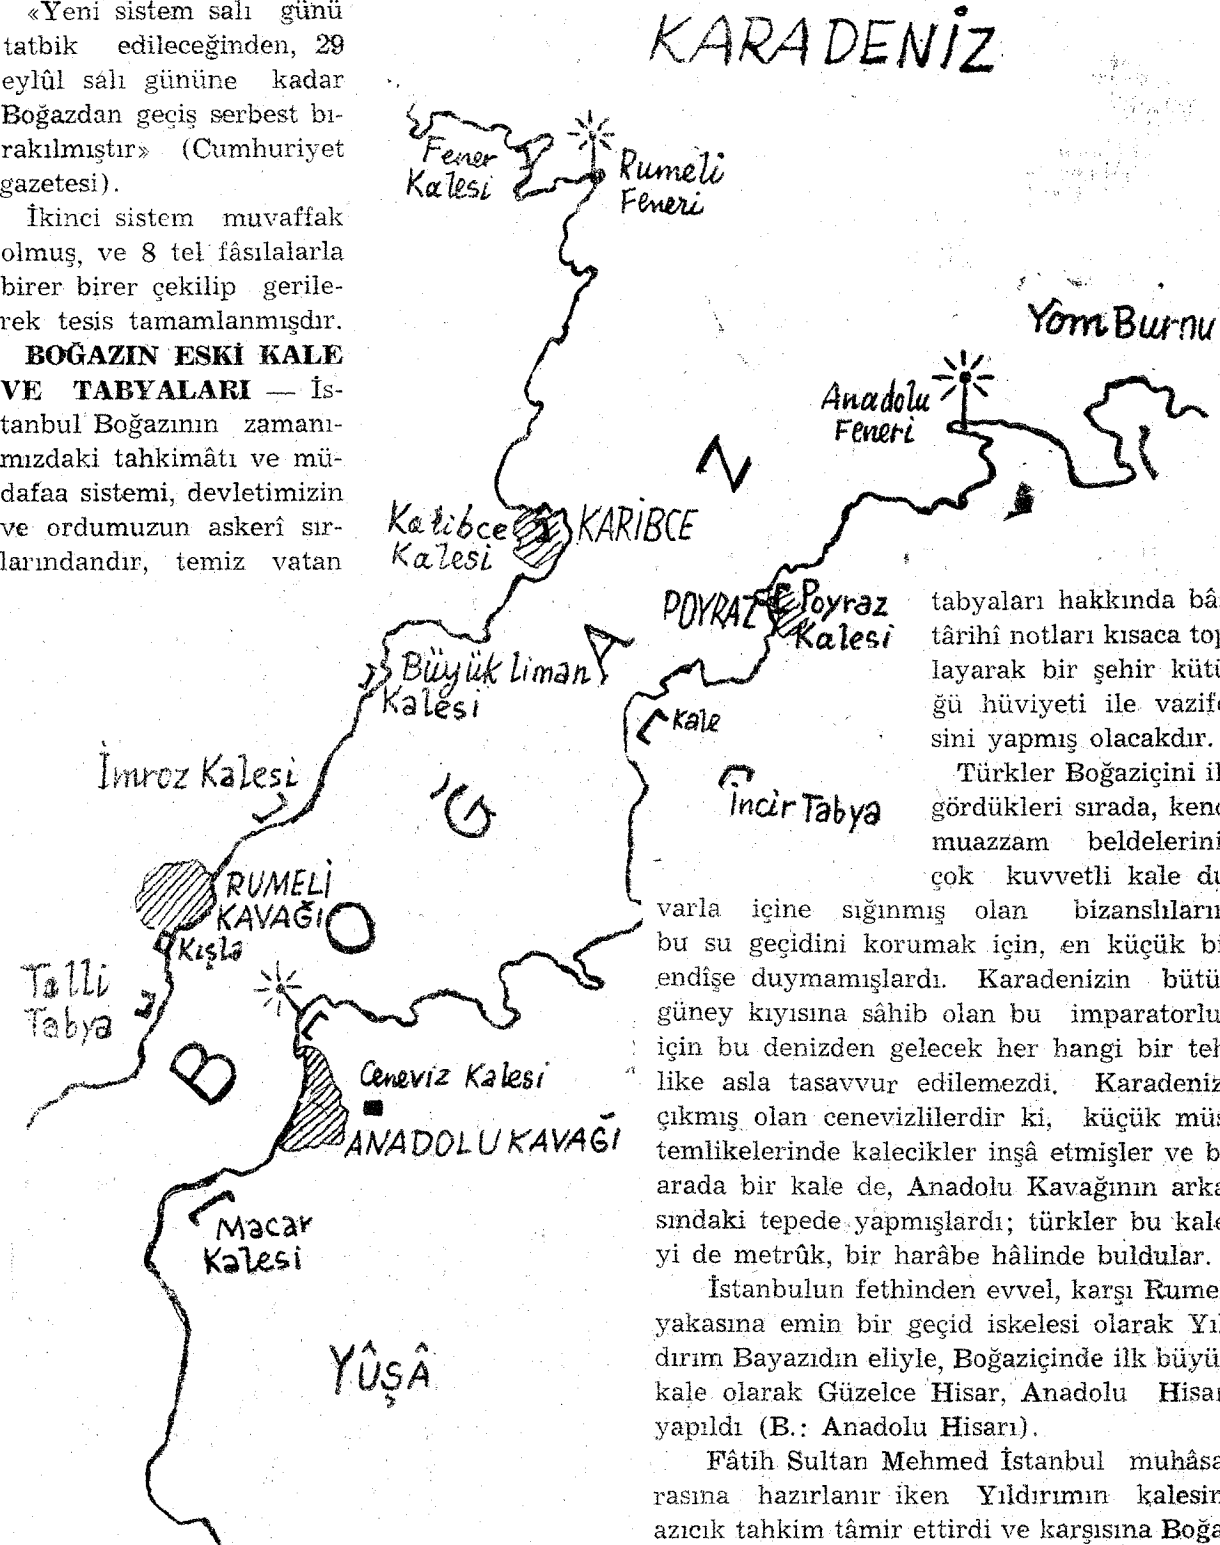 «Yeni sistem salı günü
tatbik edileceğinden, 29
eylûl salı gününe kadar
Boğazdan geçiş serbest bı-
rakılmıştır» (Cumhuriyet
gazetesi).
İkinci sistem muvaffak
olmuş, ve 8 tel fâsılalarla
birer birer çekilip gerile-
rek tesis tamamlanmışdır.
BOĞAZIN ESKİ KALE
VE TABYALARI — İs-
tanbul Boğazının zamanı-
mızdaki tahkimâtı ve mü-
dafaa sistemi, devletimizin
ve ordumuzun askerî sır-
larındandır, temiz vatan
KARADENİZ
Fener
Kalesi
Rumeli
Feneri
Yom Burnu
Anadolu
Feneri
Kalibce
Kalesi
KARİBCE
POYRAZ
Poyraz
Kalesi
Büyük Liman
Kalesi
Kale
İmroz Kalesi
İncir Tabya
RUMELİ
KAVAĞI
Kışla
Talli
Tabya
BOĞAN
Ceneviz Kalesi
ANADOLU KAVAĞI
Macar
Kalesi
YÛŞÂ
tabyaları hakkında bâ
târihî notları kısaca top
layarak bir şehir kütü
ğü hüviyeti ile vazife
sini yapmış olacakdır.
Türkler Boğaziçini il
gördükleri sırada, kend
muazzam beldelerini
çok kuvvetli kale du
varla içine sığınmış olan bizanslıların
bu su geçidini korumak için, en küçük bi
endîşe duymamışlardı. Karadenizin bütü
güney kıyısına sâhib olan bu imparatorlu
için bu denizden gelecek her hangi bir teh
like asla tasavvur edilemezdi. Karadeniz
çıkmış olan cenevizlilerdir ki, küçük müs
temlikelerinde kalecikler inşâ etmişler ve b
arada bir kale de, Anadolu Kavağının arka
sındaki tepede yapmışlardı; türkler bu kale
yi de metrûk, bir harâbe hâlinde buldular.
İstanbulun fethinden evvel, karşı Rume
yakasına emin bir geçid iskelesi olarak Yıl
dırım Bayazıdın eliyle, Boğaziçinde ilk büyü
kale olarak Güzelce Hisar, Anadolu Hisar
yapıldı (B.: Anadolu Hisarı).
Fâtih Sultan Mehmed İstanbul muhâsa
rasına hazırlanır iken Yıldırımın kalesin
azıcık tahkim tâmir ettirdi ve karşısına Boğa